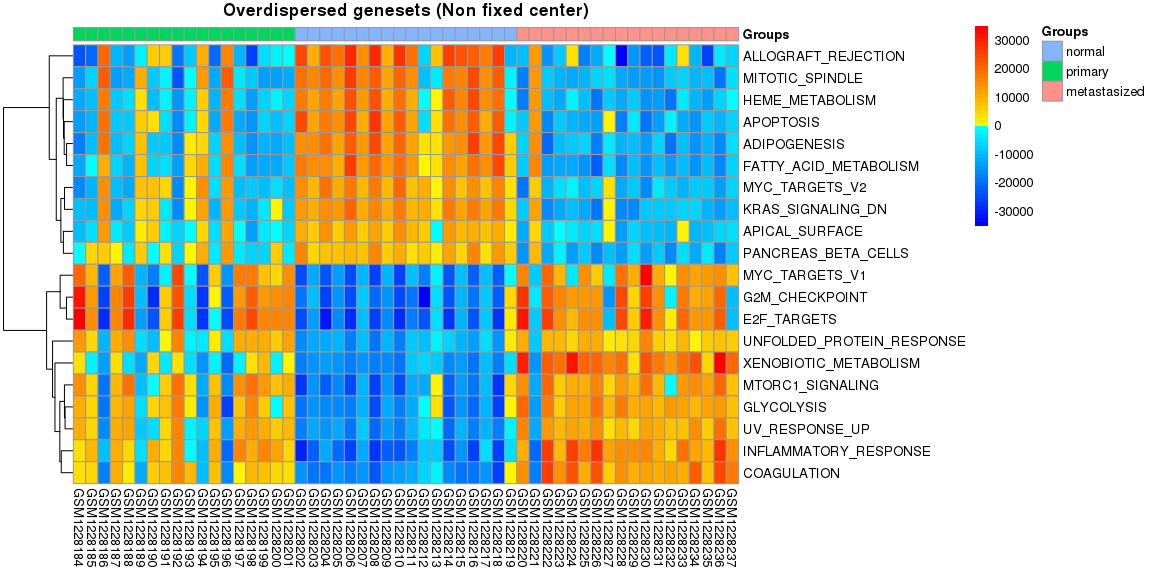 Overdispersed genesets (Non fixed center)
Groups
ALLOGRAFT_REJECTION
MITOTIC_SPINDLE
HEME_METABOLISM
APOPTOSIS
ADIPOGENESIS
FATTY_ACID_METABOLISM
MYC_TARGETS_V2
KRAS_SIGNALING_DN
APICAL_SURFACE
PANCREAS_BETA_CELLS
MYC_TARGETS_V1
G2M_CHECKPOINT
E2F_TARGETS
UNFOLDED_PROTEIN_RESPONSE
XENOBIOTIC_METABOLISM
MTORC1_SIGNALING
GLYCOLYSIS
UV_RESPONSE_UP
INFLAMMATORY_RESPONSE
COAGULATION
30000
20000
10000
0
-10000
-20000
-30000
Groups
normal
primary
metastasized
GSM1228184
GSM1228185
GSM1228186
GSM1228187
GSM1228188
GSM1228189
GSM1228190
GSM1228191
GSM1228192
GSM1228193
GSM1228194
GSM1228195
GSM1228196
GSM1228197
GSM1228198
GSM1228199
GSM1228200
GSM1228201
GSM1228202
GSM1228203
GSM1228204
GSM1228205
GSM1228206
GSM1228207
GSM1228208
GSM1228209
GSM1228210
GSM1228211
GSM1228212
GSM1228213
GSM1228214
GSM1228215
GSM1228216
GSM1228217
GSM1228218
GSM1228219
GSM1228220
GSM1228221
GSM1228222
GSM1228223
GSM1228224
GSM1228225
GSM1228226
GSM1228227
GSM1228228
GSM1228229
GSM1228230
GSM1228231
GSM1228232
GSM1228233
GSM1228234
GSM1228235
GSM1228236
GSM1228237